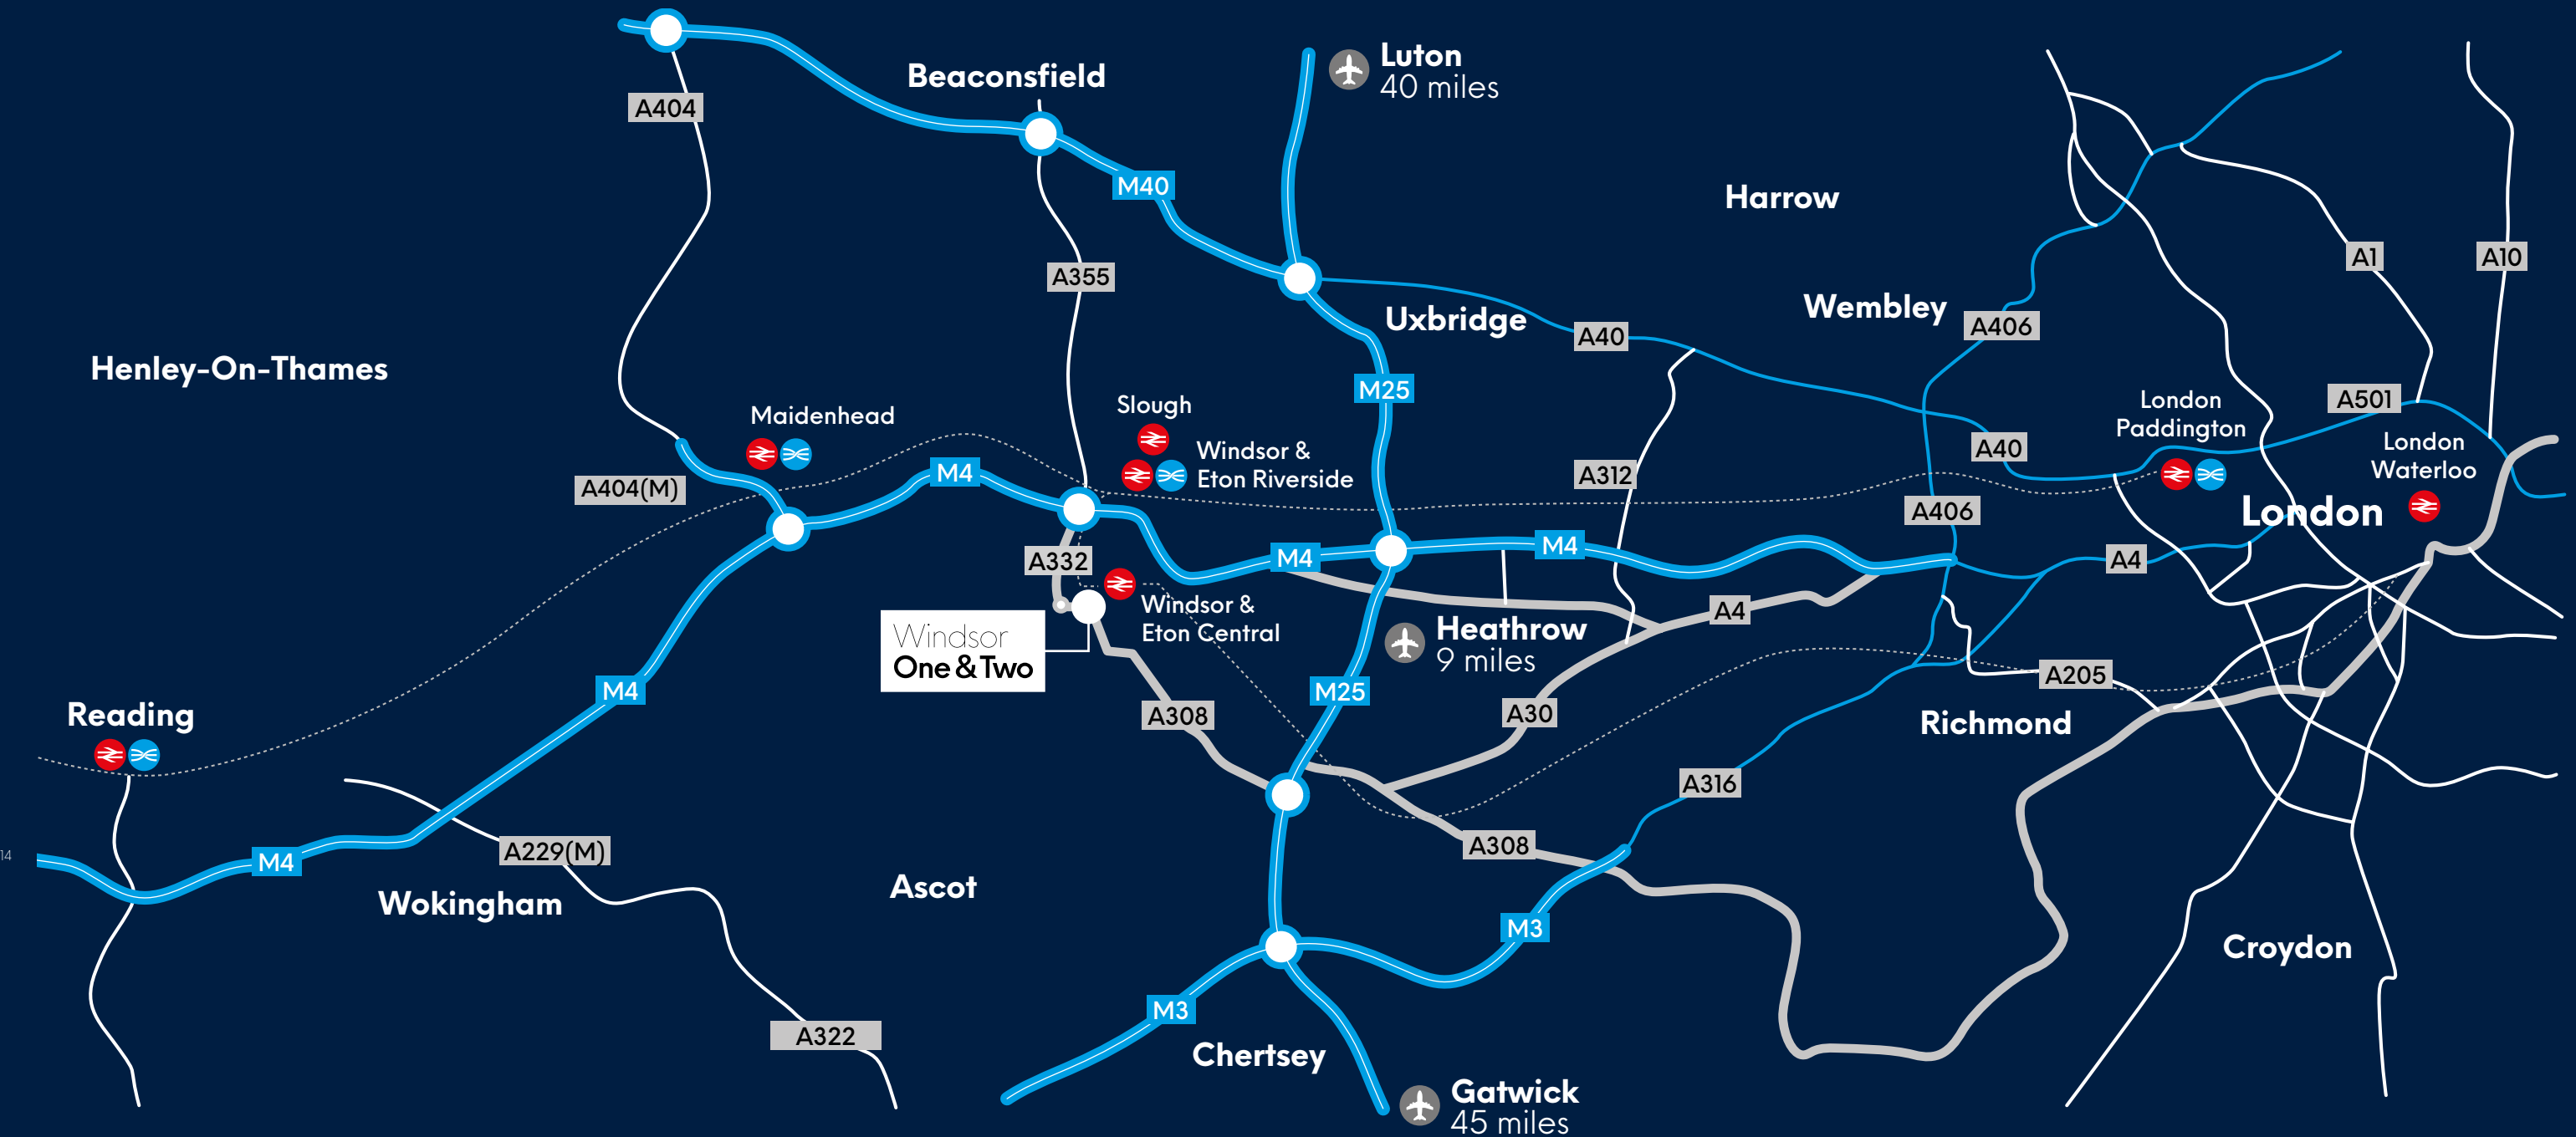 Luton
40 miles
Beaconsfield
A404
M40
Harrow
A355
A1
A10
Uxbridge
Wembley
A406
A40
Henley-On-Thames
M25
Maidenhead
Slough
London
Paddington
A501
London
Waterloo
Windsor &
Eton Riverside
A40
M4
A312
A404(M)
A406
London
A332
M4
M4
A4
Windsor &
Eton Central
A4
Windsor
One & Two
Heathrow
9 miles
M4
M25
A205
Reading
A308
A30
Richmond
A316
14
M4
A229(M)
A308
Ascot
Wokingham
M3
Croydon
M3
A322
Chertsey
Gatwick
45 miles